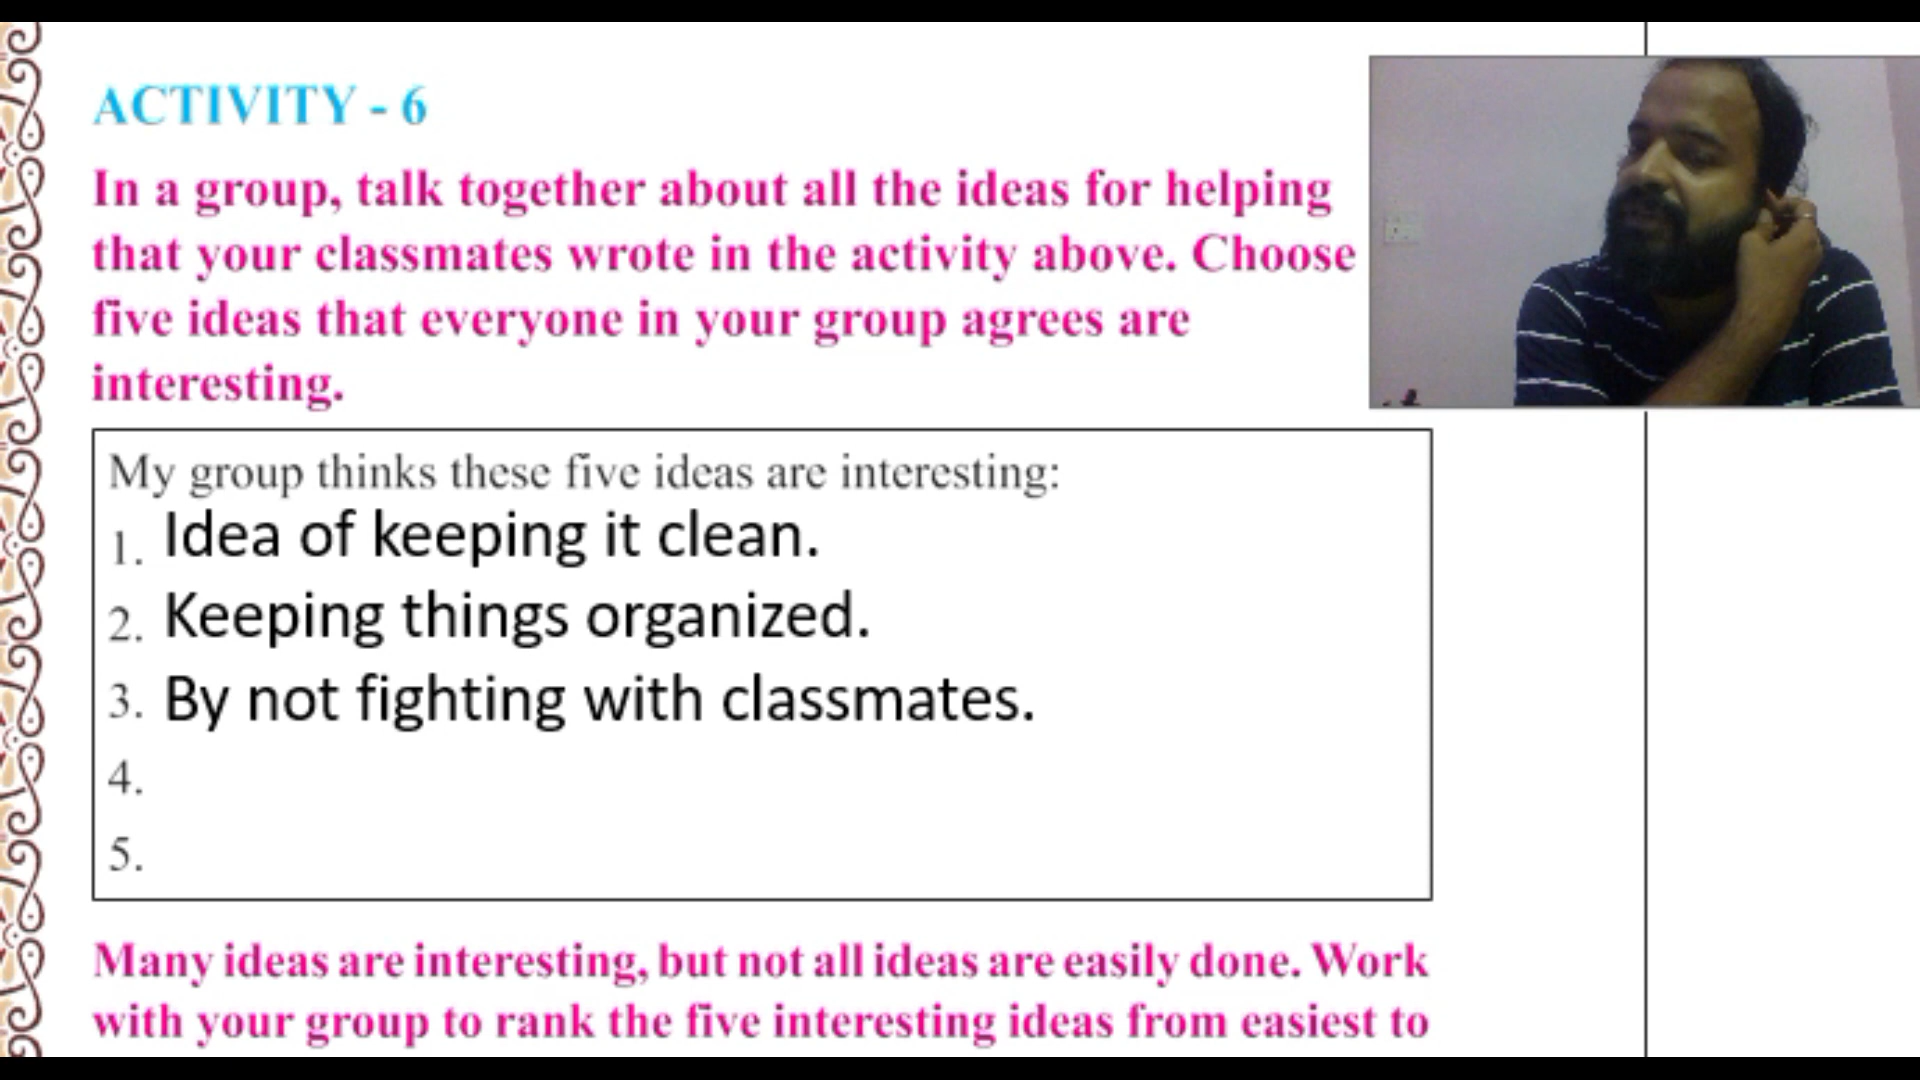 ACTIVITY - 6
In a group, talk together about all the ideas for helping
that your classmates wrote in the activity above. Choose
five ideas that everyone in your group agrees are
interesting.
My group thinks these five ideas are interesting:
1. Idea of keeping it clean.
2. Keeping things organized.
3. By not fighting with classmates.
4.
5.
Many ideas are interesting, but not all ideas are easily done. Work
with your group to rank the five interesting ideas from easiest to